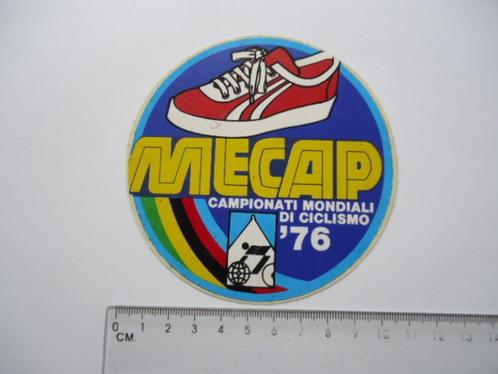 MECAP
CAMPIONATI MONDIALI
DI CICLISMO
'76
0 1 2 3 4 5 6 7 8 9 10 11 12 13 14
CM